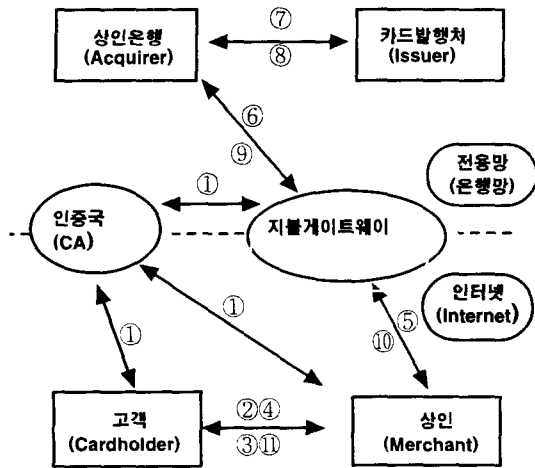 ⑦
상인은행
(Acquirer)
카드발행처
(Issuer)
⑧
⑥
⑨
전용망
(은행망)
①
인증국
(CA)
지불게이트웨이
인터넷
(Internet)
①
①
⑤
⑩
고객
(Cardholder)
②④
③⑪
상인
(Merchant)